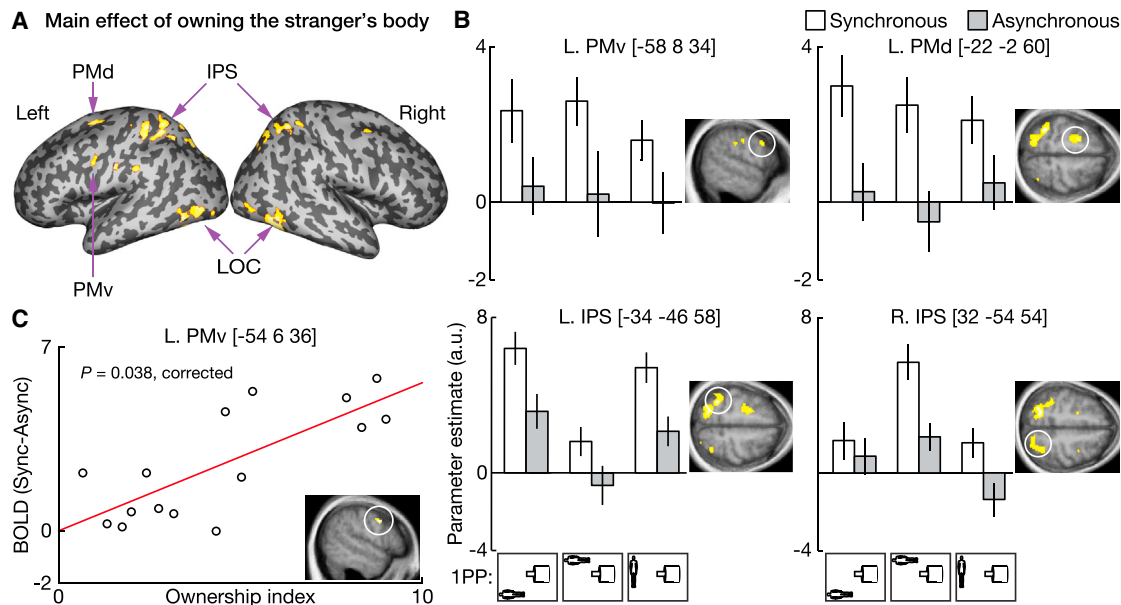 A Main effect of owning the stranger's body
PMd
IPS
Left
Right
LOC
PMv
B
Synchronous
Asynchronous
L. PMv [-58 8 34]
4
0
-2
L. PMd [-22 -2 60]
4
0
-2
C
L. PMv [-54 6 36]
7
P = 0.038, corrected
BOLD (Sync-Async)
0
-2
0
Ownership index
10
L. IPS [-34 -46 58]
8
Parameter estimate (a.u.)
0
-4
R. IPS [32 -54 54]
8
0
-4
1PP: